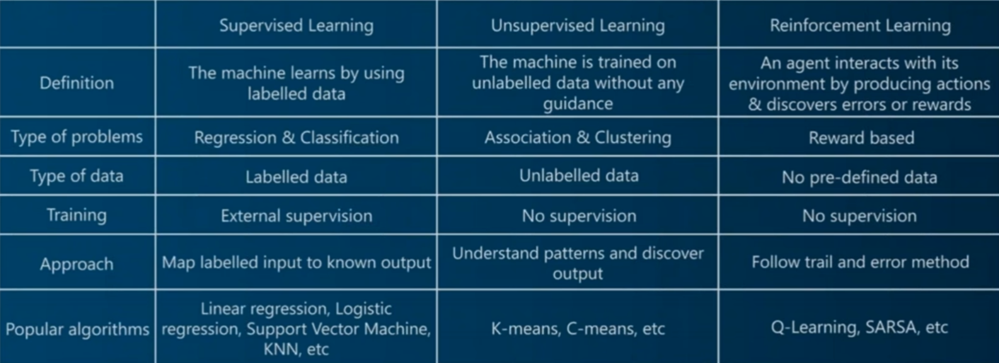 Supervised Learning
Unsupervised Learning
Reinforcement Learning
Definition
The machine learns by using
labelled data
The machine is trained on
unlabelled data without any
guidance
An agent interacts with its
environment by producing actions
& discovers errors or rewards
Type of problems
Regression & Classification
Association & Clustering
Reward based
Type of data
Labelled data
Unlabelled data
No pre-defined data
Training
External supervision
No supervision
No supervision
Approach
Map labelled input to known output
Understand patterns and discover
output
Follow trail and error method
Popular algorithms
Linear regression, Logistic
regression, Support Vector Machine,
KNN, etc
K-means, C-means, etc
Q-Learning, SARSA, etc